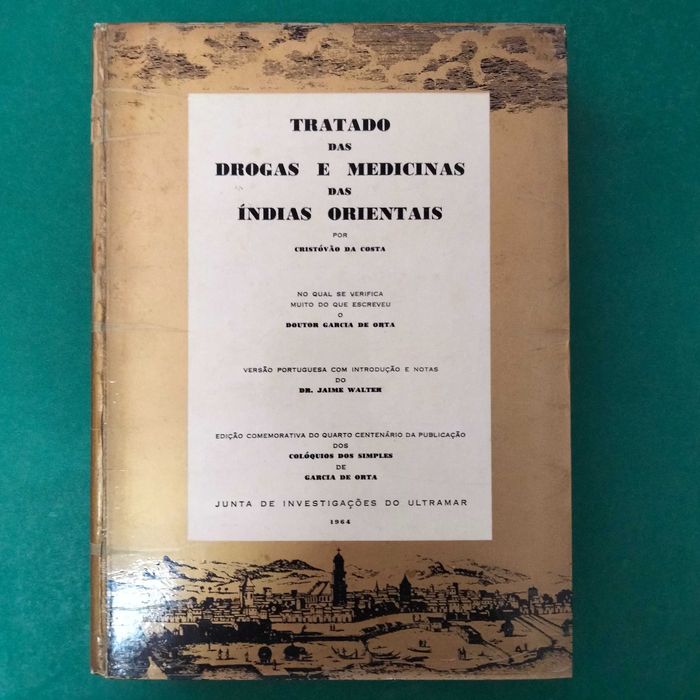 TRATADO
DAS
DROGAS E MEDICINAS
DAS
ÍNDIAS ORIENTAIS
POR
CRISTÓVÃO DA COSTA
NO QUAL SE VERIFICA
MUITO DO QUE ESCREVEU
O
DOUTOR GARCIA DE ORTA
VERSÃO PORTUGUESA COM INTRODUÇÃO E NOTAS
DO
DR. JAIME WALTER
EDIÇÃO COMEMORATIVA DO QUARTO CENTENÁRIO DA PUBLICAÇÃO
DOS
COLÓQUIOS DOS SIMPLES
DE
GARCIA DE ORTA
JUNTA DE INVESTIGAÇÕES DO ULTRAMAR
1964